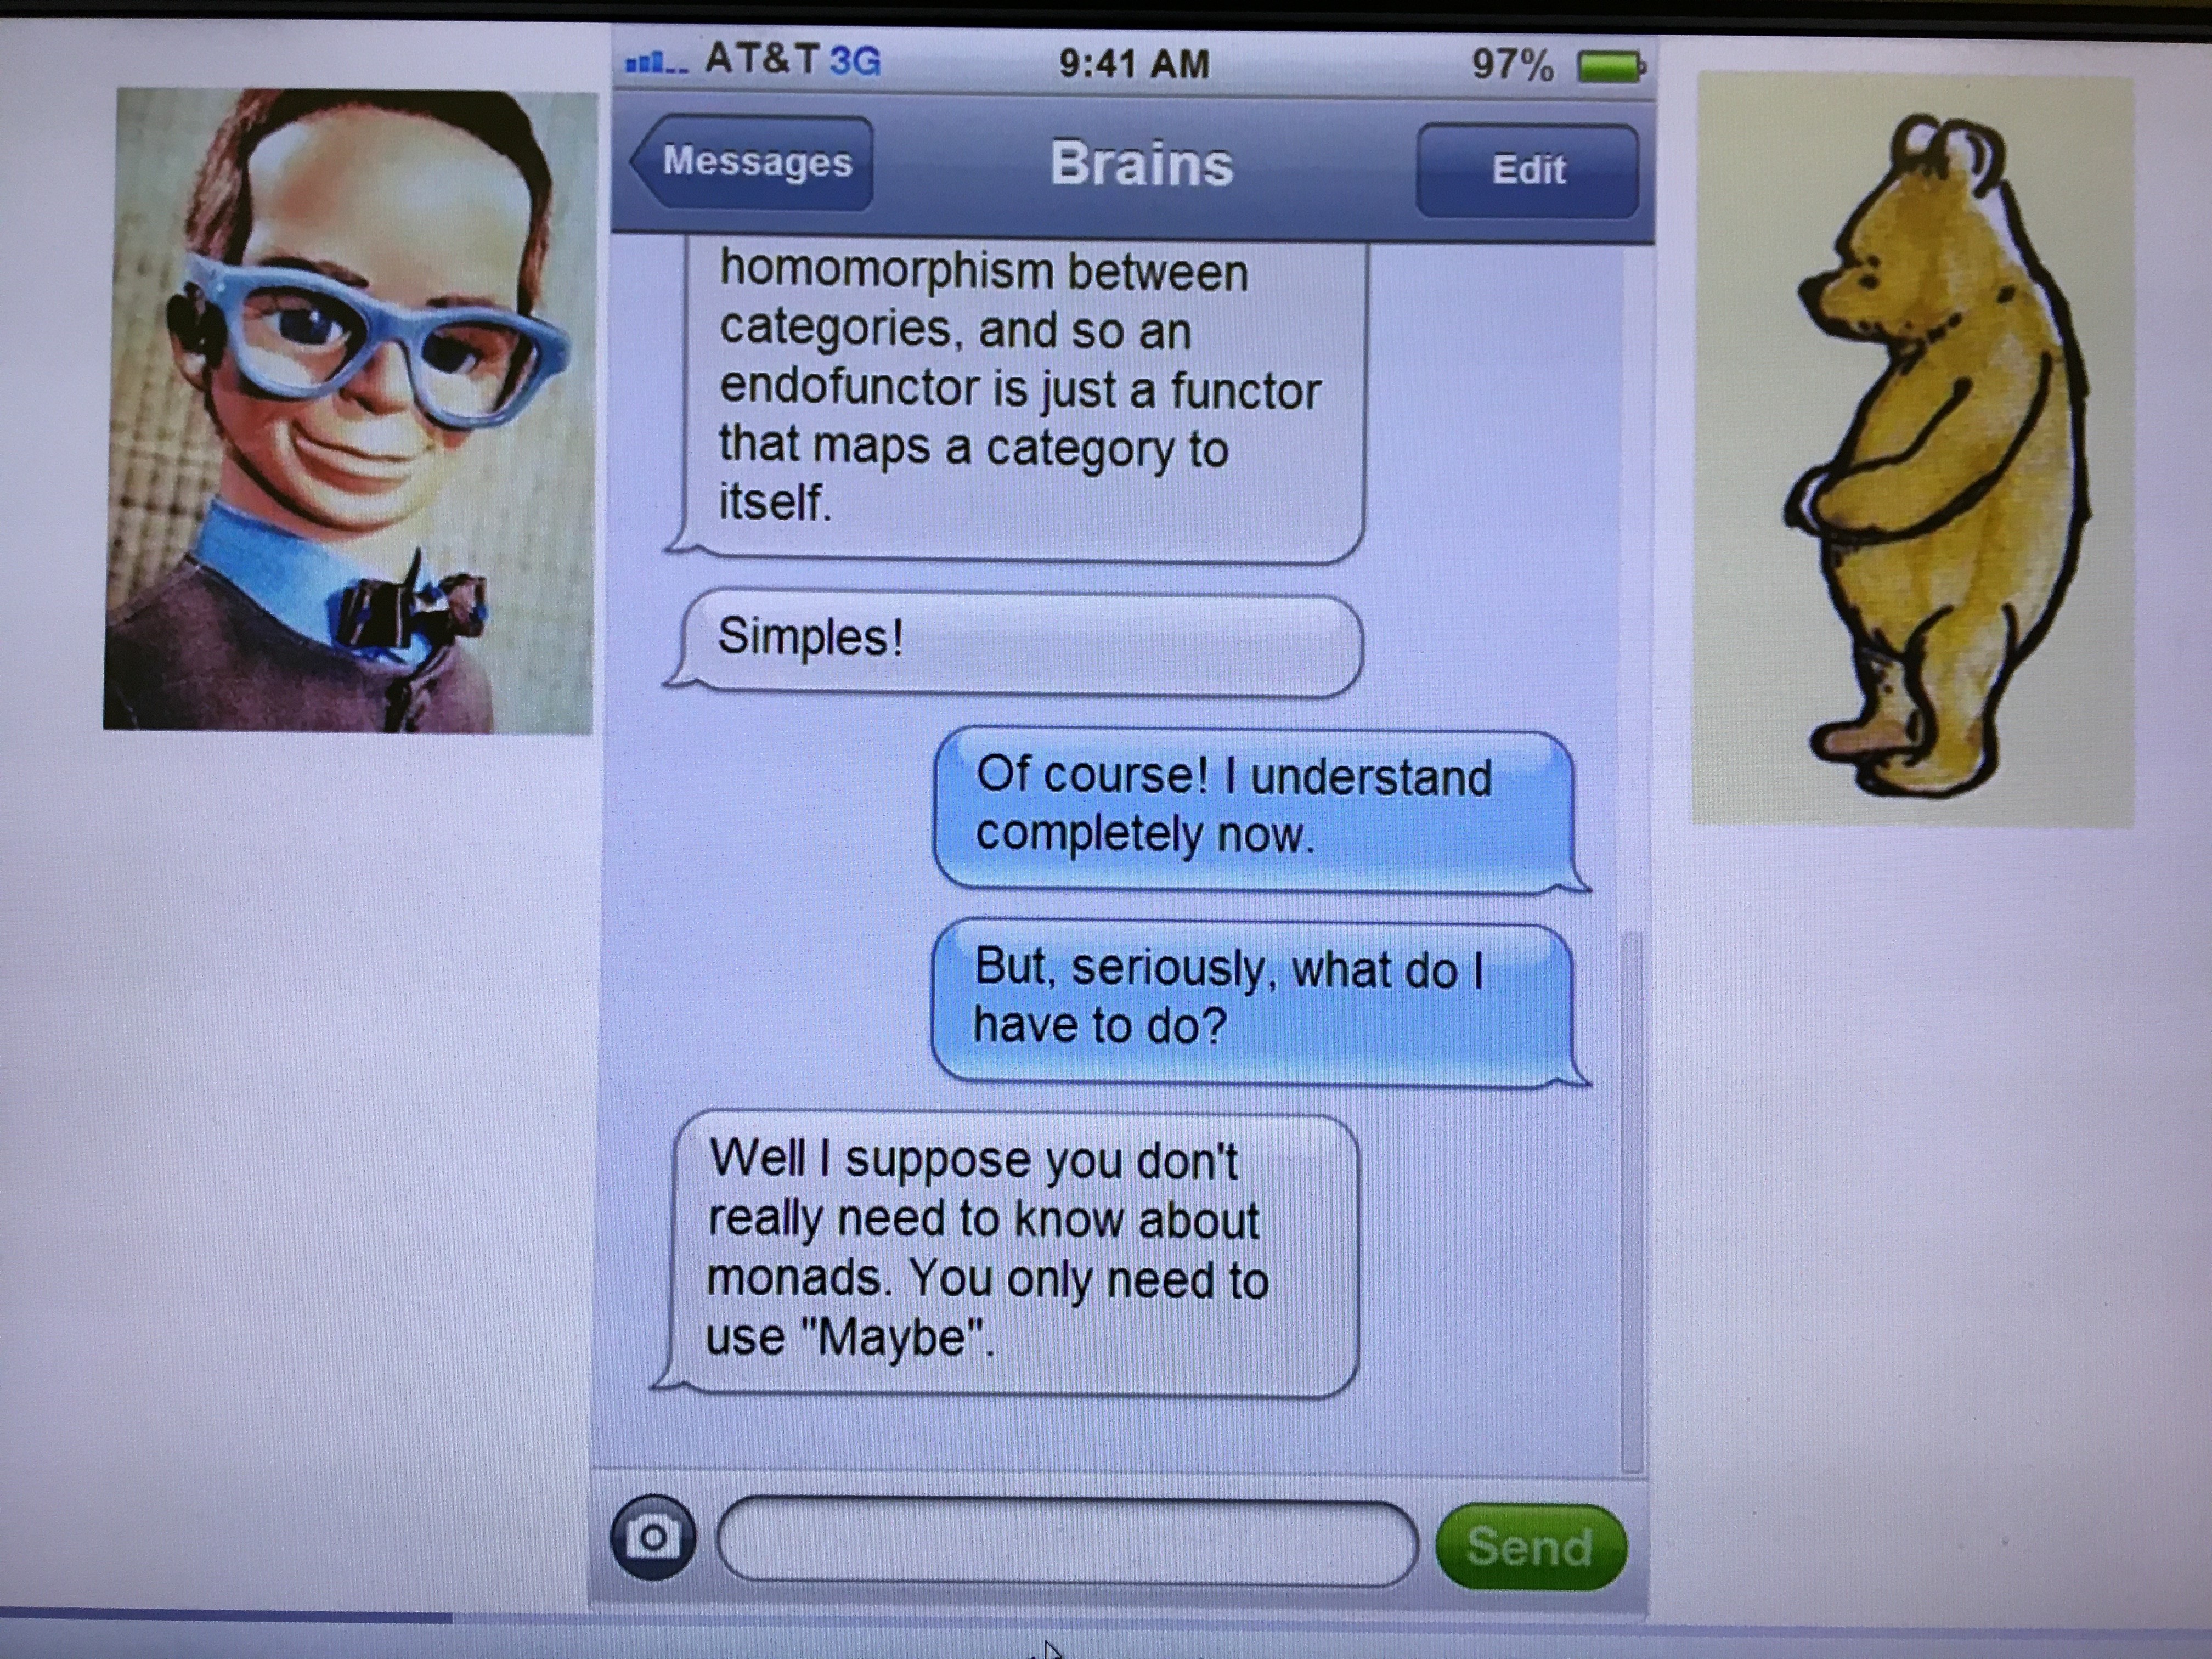 AT&T 3G 9:41 AM 97%
Messages Brains Edit
homomorphism between
categories, and so an
endofunctor is just a functor
that maps a category to
itself.
Simples!
Of course! I understand
completely now.
But, seriously, what do I
have to do?
Well I suppose you don't
really need to know about
monads. You only need to
use "Maybe".
Send